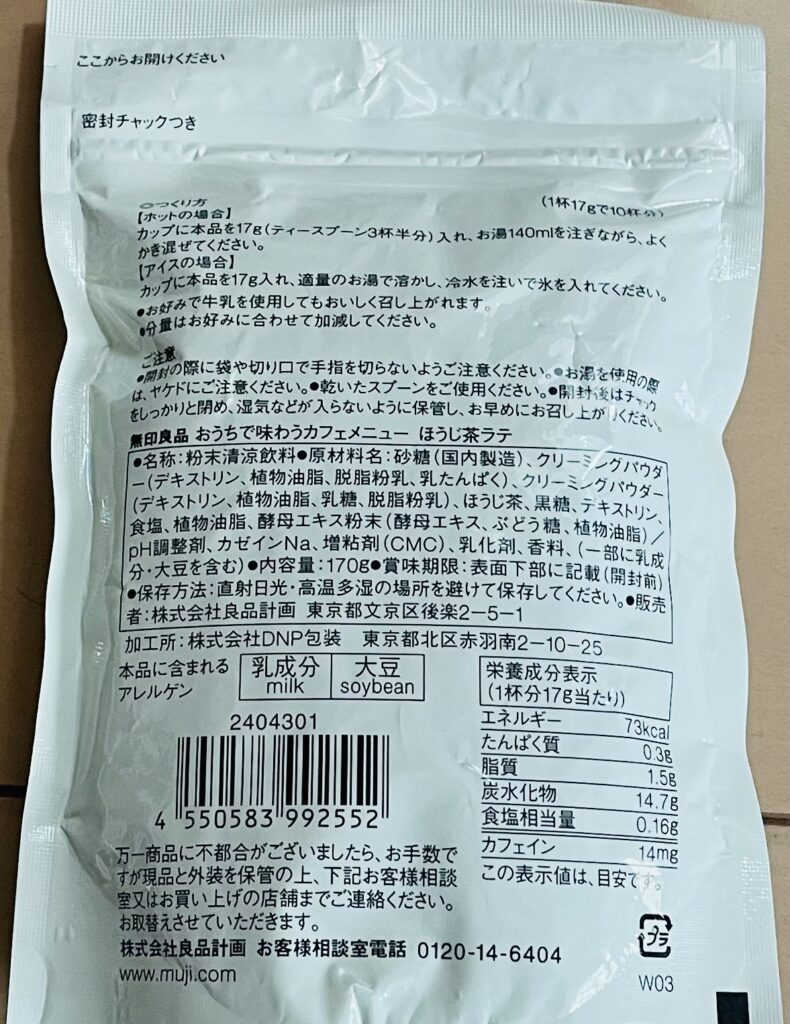 ここからお開けください
密封チャックつき
◎つくり方
(1杯17gで10杯分)
【ホットの場合】
カップに本品を17g(ティースプーン3杯半分)入れ、お湯140mlを注ぎながら、よく
かき混ぜてください。
【アイスの場合】
カップに本品を17g入れ、適量のお湯で溶かし、冷水を注いで氷を入れてください。
●お好みで牛乳を使用してもおいしく召し上がれます。
●分量はお好みに合わせて加減してください。
ご注意
●開封の際に袋や切り口で手指を切らないようご注意ください。●お湯を使用の際
は、ヤケドにご注意ください。●乾いたスプーンをご使用ください。●開封後はチャック
をしっかりと閉め、湿気などが入らないように保管し、お早めにお召し上がりください。
無印良品 おうちで味わうカフェメニュー ほうじ茶ラテ
●名称:粉末清涼飲料●原材料名:砂糖(国内製造)、クリーミングパウダ
ー(デキストリン、植物油脂、脱脂粉乳、乳たんぱく)、クリーミングパウダー
(デキストリン、植物油脂、乳糖、脱脂粉乳)、ほうじ茶、黒糖、デキストリン、
食塩、植物油脂、酵母エキス粉末(酵母エキス、ぶどう糖、植物油脂)/
pH調整剤、カゼインNa、増粘剤(CMC)、乳化剤、香料、(一部に乳成
分・大豆を含む)●内容量:170g●賞味期限:表面下部に記載(開封前)
●保存方法:直射日光・高温多湿の場所を避けて保存してください。●販売
者:株式会社良品計画 東京都文京区後楽2-5-1
加工所:株式会社DNP包装 東京都北区赤羽南2-10-25
本品に含まれる
アレルゲン
乳成分
milk
大豆
soybean
栄養成分表示
(1杯分17g当たり)
エネルギー 73kcal
たんぱく質 0.3g
脂質 1.5g
炭水化物 14.7g
食塩相当量 0.16g
カフェイン 14mg
この表示値は、目安です。
2404301
4 550583 992552
万一商品に不都合がございましたら、お手数で
すが現品と外装を保管の上、下記お客様相談
室又はお買い上げの店舗までご連絡ください。
お取替えさせていただきます。
株式会社良品計画 お客様相談室電話 0120-14-6404
www.muji.com
プラ
W03